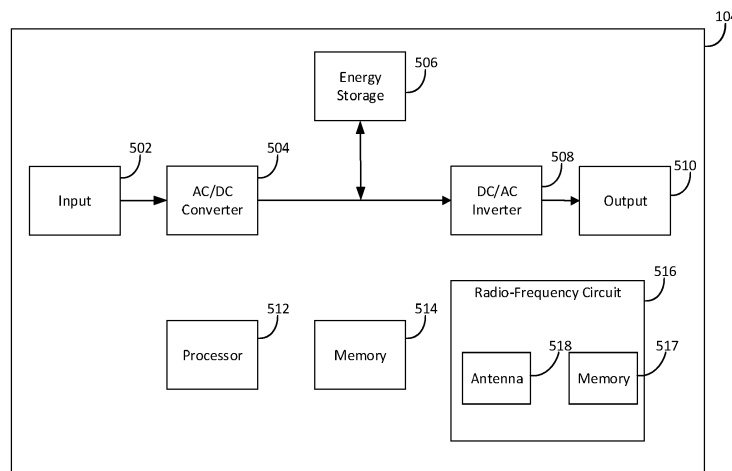 104
506
Energy
Storage
502
504
508
510
Input
AC/DC
Converter
DC/AC
Inverter
Output
516
Radio-Frequency Circuit
512
514
518
517
Processor
Memory
Antenna
Memory